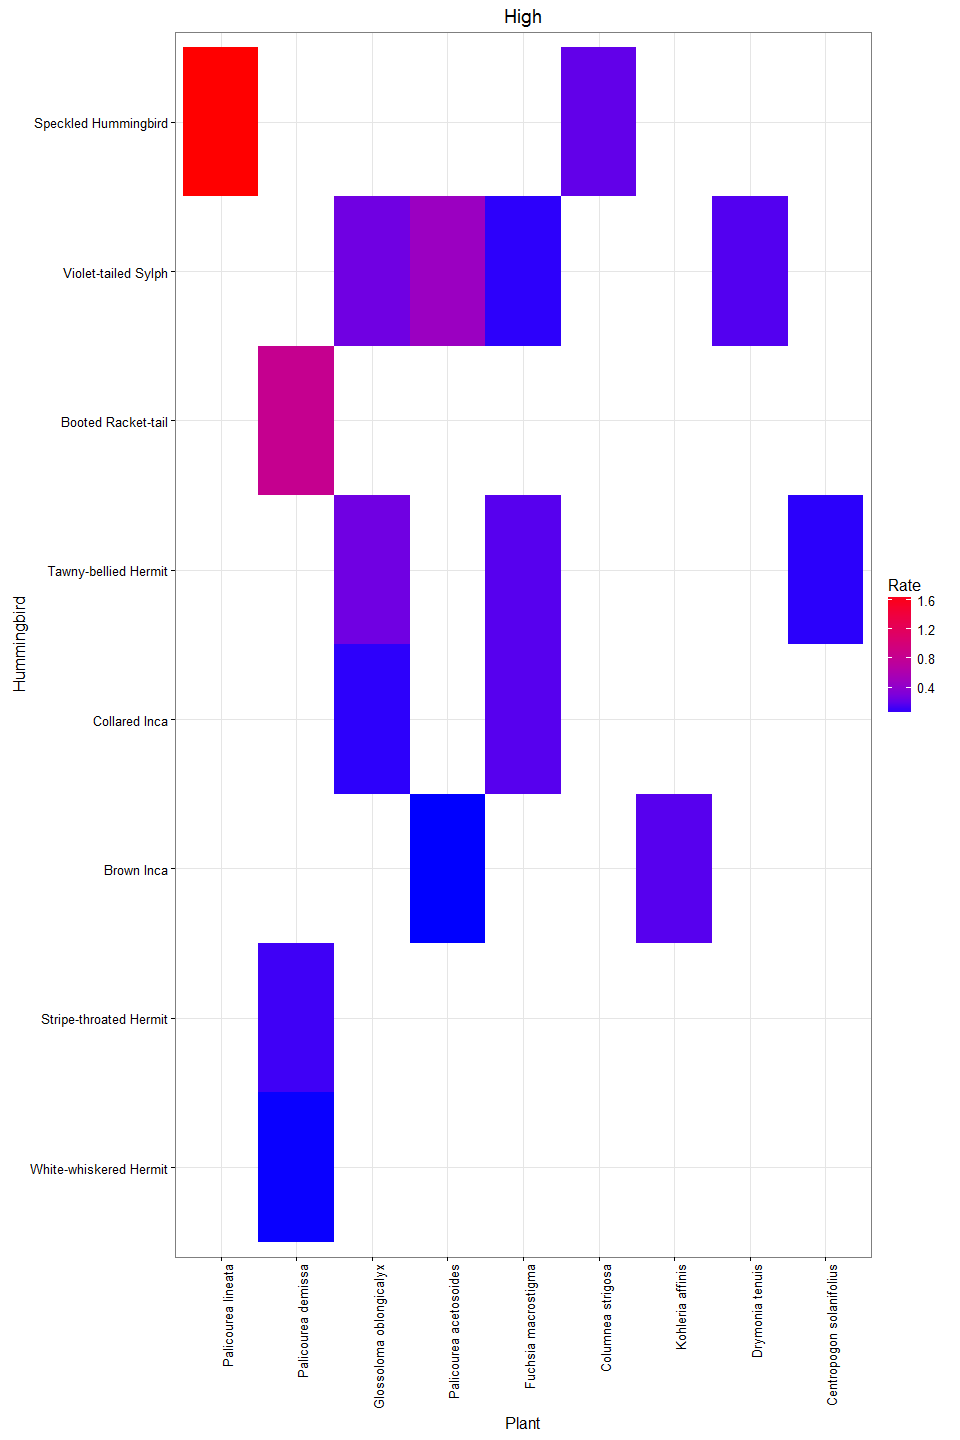 High
Speckled Hummingbird
Violet-tailed Sylph
Booted Racket-tail
Tawny-bellied Hermit
Collared Inca
Brown Inca
Stripe-throated Hermit
White-whiskered Hermit
Hummingbird
Rate
1.6
1.2
0.8
0.4
Palicourea lineata
Palicourea demissa
Glossoloma oblongicalyx
Palicourea acetosoides
Fuchsia macrostigma
Columnea strigosa
Kohleria affinis
Drymonia tenuis
Centropogon solanifolius
Plant